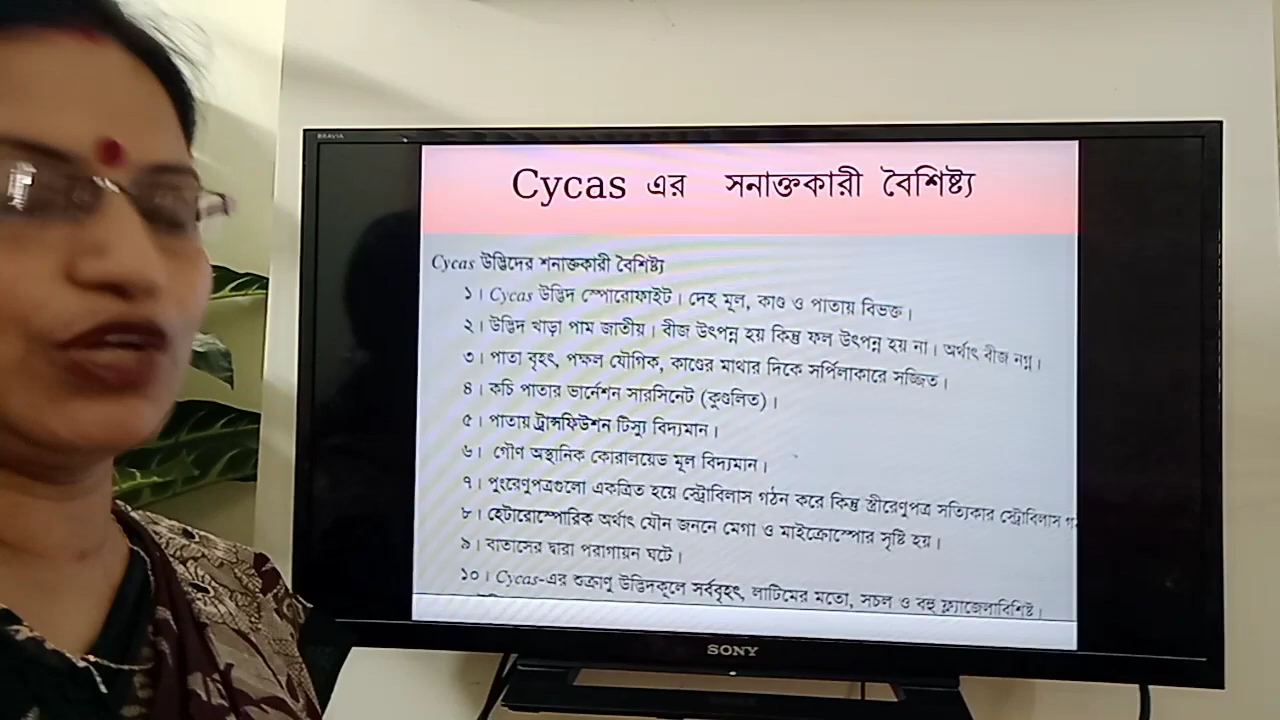 BRAVIA
Cycas এর সনাক্তকারী বৈশিষ্ট্য
Cycas উদ্ভিদের শনাক্তকারী বৈশিষ্ট্য
১। Cycas উদ্ভিদ স্পোরোফাইট। দেহ মূল, কাণ্ড ও পাতায় বিভক্ত।
২। উদ্ভিদ খাড়া পাম জাতীয়। বীজ উৎপন্ন হয় কিন্তু ফল উৎপন্ন হয় না। অর্থাৎ বীজ নগ্ন।
৩। পাতা বৃহৎ, পক্ষল যৌগিক, কাণ্ডের মাথার দিকে সর্পিলাকারে সজ্জিত।
৪। কচি পাতার ভার্নেশন সারসিনেট (কুণ্ডলিত)।
৫। পাতায় ট্রান্সফিউশন টিস্যু বিদ্যমান।
৬। গৌণ অস্থানিক কোরালয়েড মূল বিদ্যমান।
৭। পুংরেণুপত্রগুলো একত্রিত হয়ে স্ট্রোবিলাস গঠন করে কিন্তু স্ত্রীরেণুপত্র সত্যিকার স্ট্রোবিলাস
৮। হেটারোস্পোরিক অর্থাৎ যৌন জননে মেগা ও মাইক্রোস্পোর সৃষ্টি হয়।
৯। বাতাসের দ্বারা পরাগায়ন ঘটে।
১০। Cycas-এর শুক্রাণু উদ্ভিদকূলে সর্ববৃহৎ, লাটিমের মতো, সচল ও বহু ফ্ল্যাজেলাবিশিষ্ট।
SONY